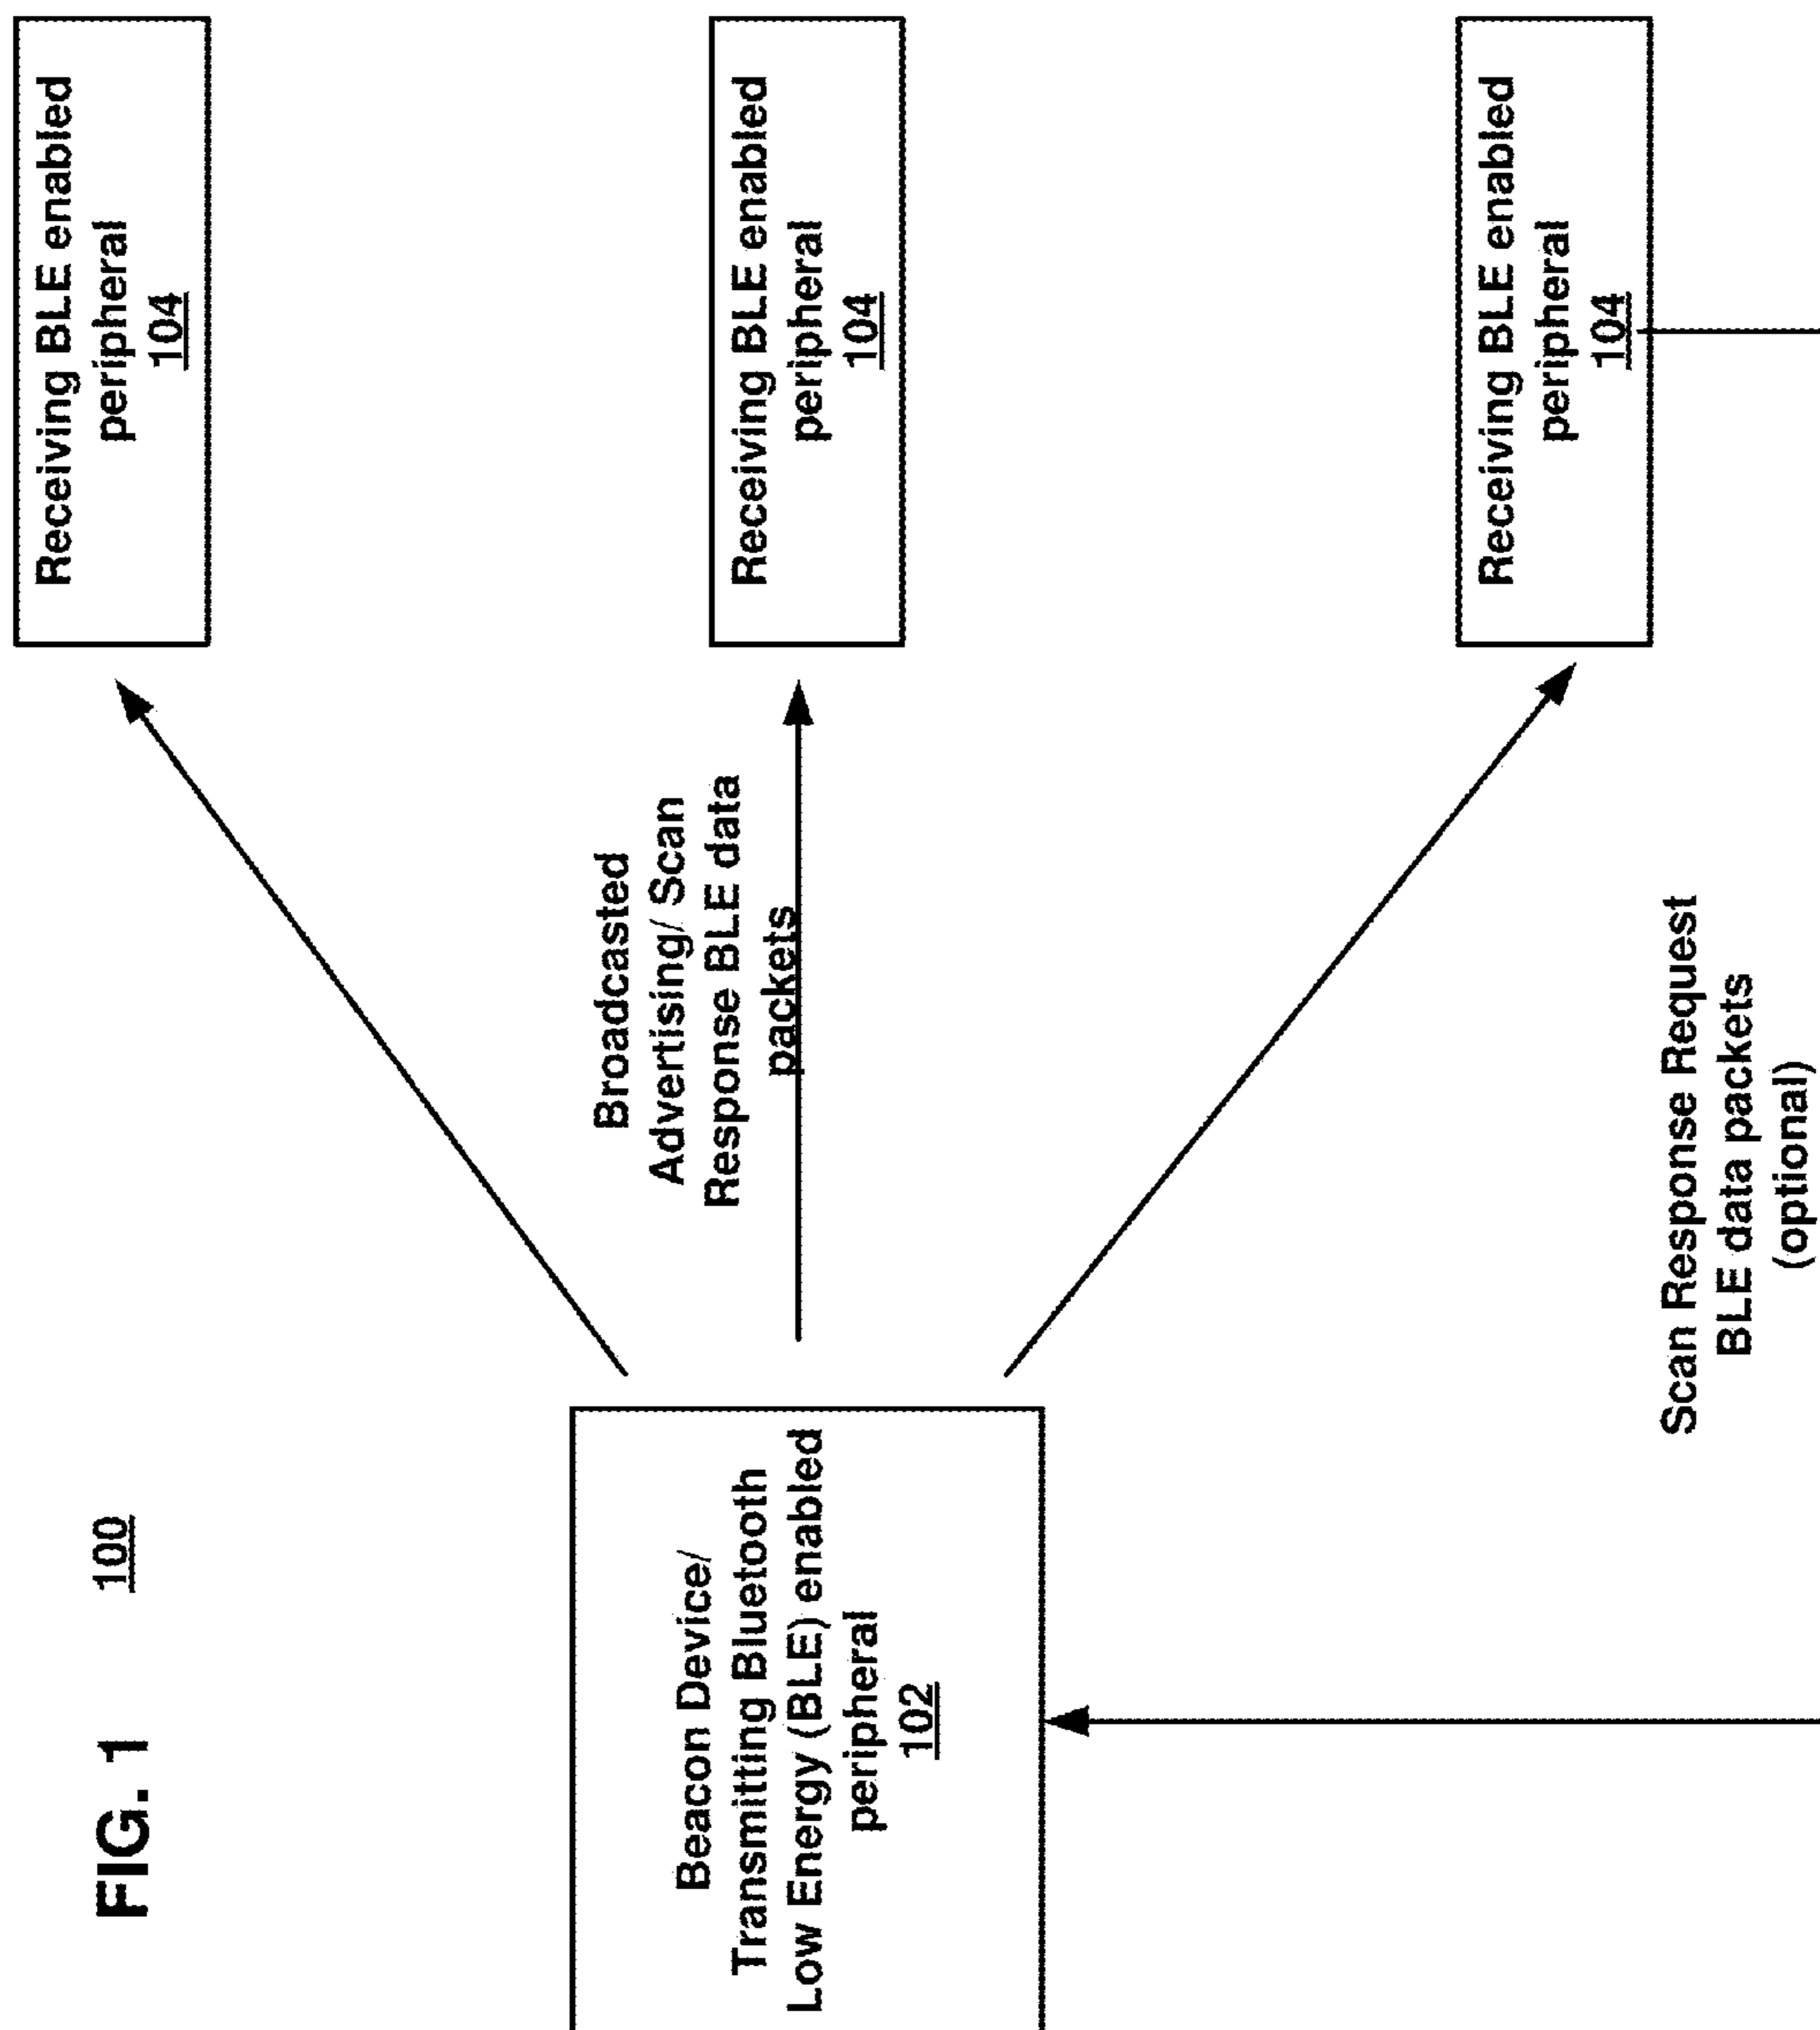 FIG. 1
100
Beacon Device/
Transmitting Bluetooth
Low Energy (BLE) enabled
peripheral
102
Broadcasted
Advertising/ Scan
Response BLE data
packets
Receiving BLE enabled
peripheral
104
Receiving BLE enabled
peripheral
104
Receiving BLE enabled
peripheral
104
Scan Response Request
BLE data packets
(optional)